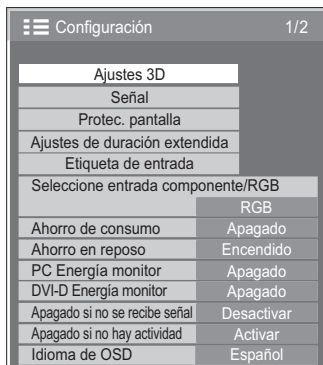 Configuración 1/2
Ajustes 3D
Señal
Protec. pantalla
Ajustes de duración extendida
Etiqueta de entrada
Seleccione entrada componente/RGB
RGB
Ahorro de consumo Apagado
Ahorro en reposo Encendido
PC Energía monitor Apagado
DVI-D Energía monitor Apagado
Apagado si no se recibe señal Desactivar
Apagado si no hay actividad Activar
Idioma de OSD Español